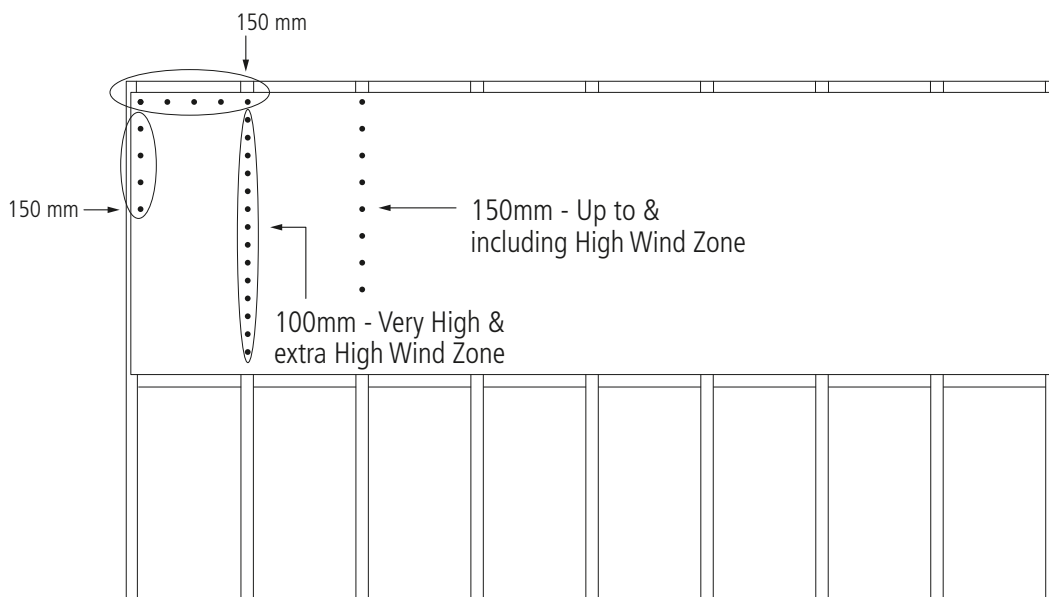 150 mm
150 mm
150mm - Up to &
including High Wind Zone
100mm - Very High &
extra High Wind Zone